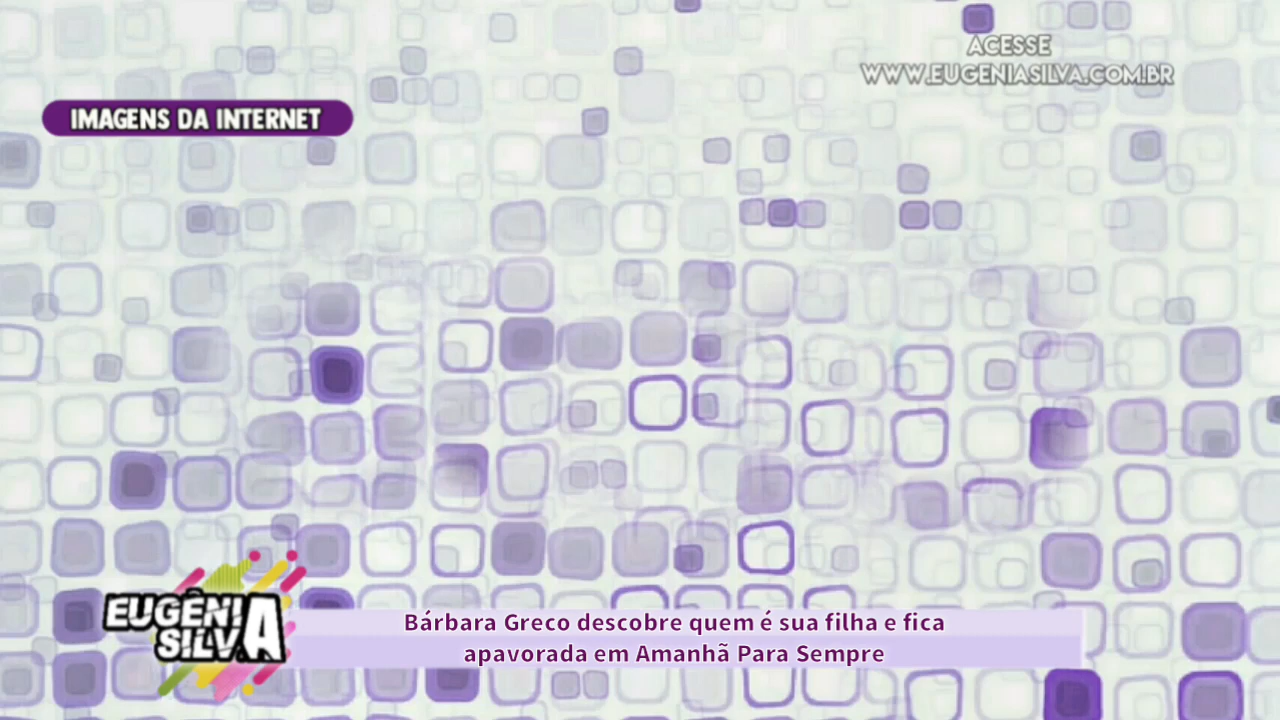 ACESSE
WWW.EUGENIASILVA.COM.BR
IMAGENS DA INTERNET
EUGÊNIA
SILVA
Bárbara Greco descobre quem é sua filha e fica
apavorada em Amanhã Para Sempre